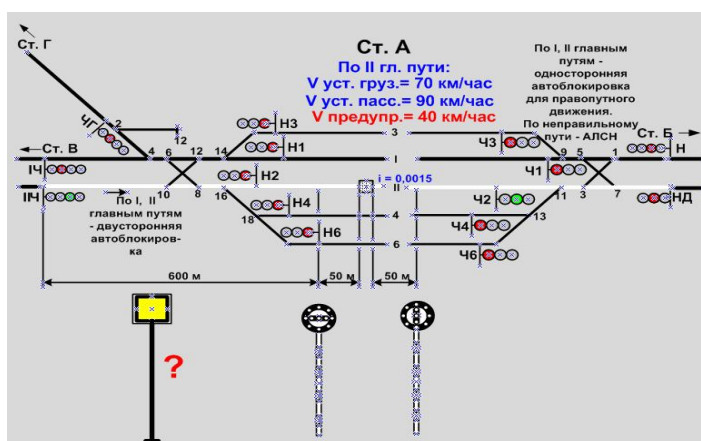 Ст. Г
Ст. А
По II гл. пути:
V уст. груз.= 70 км/час
V уст. пасс.= 90 км/час
V предупр.= 40 км/час
По I, II главным
путям -
односторонняя
автоблокировка
для правопутного
движения.
По неправильному
пути - АЛСН
Ст. Б
ЧГ
2
12
Н3
3
Ч3
Н
Ст. В
4
6
12
14
Н1
I
9
5
1
IЧ
Ч1
Н2
i = 0,0015
II
IIЧ
10
8
16
Ч2
11
3
7
НД
По I, II
главным путям
- двусторонняя
автоблокиров-
ка
Н4
18
4
Ч4
13
Н6
6
Ч6
600 м
50 м
50 м
?